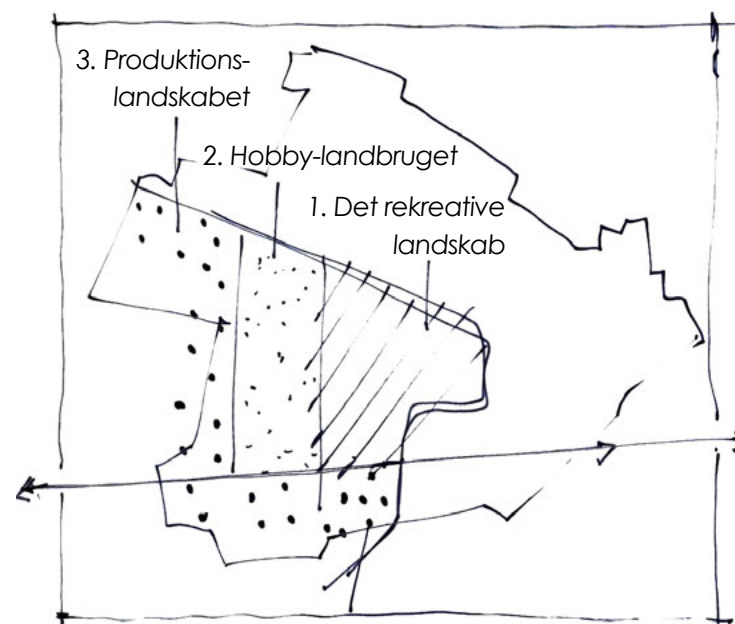 3. Produktions-
landskabet
2. Hobby-landbruget
1. Det rekreative
landskab